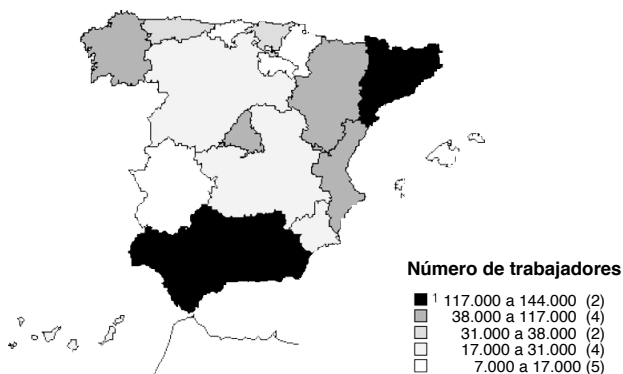 Número de trabajadores
1 117.000 a 144.000 (2)
38.000 a 117.000 (4)
31.000 a 38.000 (2)
17.000 a 31.000 (4)
7.000 a 17.000 (5)